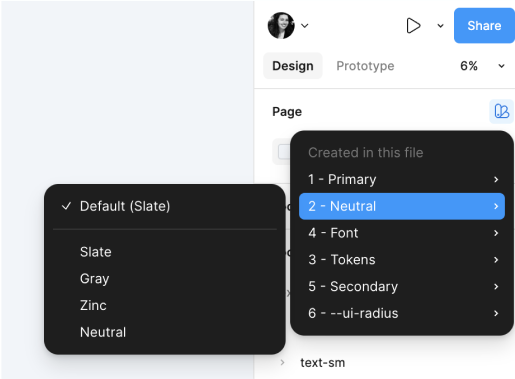 Share
Design
Prototype
6%
Page
Created in this file
1 - Primary
2 - Neutral
4 - Font
3 - Tokens
5 - Secondary
6 - --ui-radius
Default (Slate)
Slate
Gray
Zinc
Neutral
text-sm